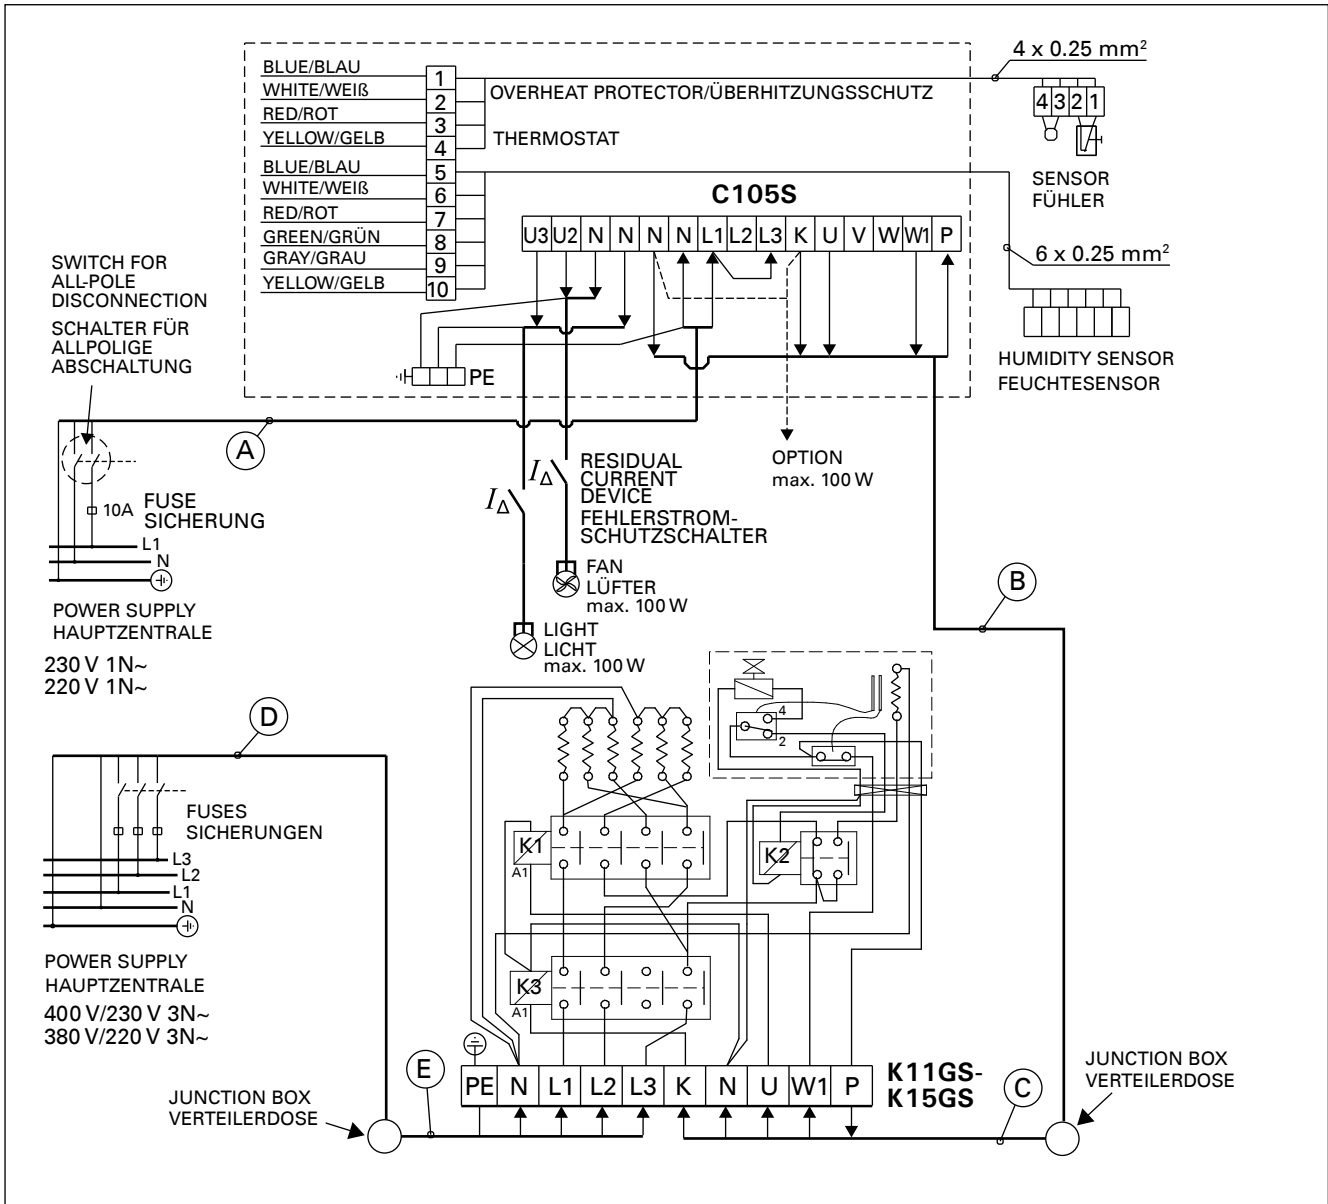 BLUE/BLAU
WHITE/WEIß
RED/ROT
YELLOW/GELB
BLUE/BLAU
WHITE/WEIß
RED/ROT
GREEN/GRÜN
GRAY/GRAU
YELLOW/GELB
1
2
3
4
5
6
7
8
9
10
OVERHEAT PROTECTOR/ÜBERHITZUNGSSCHUTZ
THERMOSTAT
4 x 0.25 mm²
4 3 2 1
SENSOR
FÜHLER
C105S
U3 U2 N N N N L1 L2 L3 K U V W W1 P
6 x 0.25 mm²
HUMIDITY SENSOR
FEUCHTESENSOR
SWITCH FOR
ALL-POLE
DISCONNECTION
SCHALTER FÜR
ALLPOLIGE
ABSCHALTUNG
PE
A
10A
FUSE
SICHERUNG
L1
N
POWER SUPPLY
HAUPTZENTRALE
230 V 1N~
220 V 1N~
I∆
I∆
RESIDUAL
CURRENT
DEVICE
FEHLERSTROM-
SCHUTZSCHALTER
OPTION
max. 100 W
FAN
LÜFTER
max. 100 W
LIGHT
LICHT
max. 100 W
B
D
FUSES
SICHERUNGEN
L3
L2
L1
N
POWER SUPPLY
HAUPTZENTRALE
400 V/230 V 3N~
380 V/220 V 3N~
4
2
K1
A1
K2
K3
A1
PE N L1 L2 L3 K N U W1 P
K11GS-
K15GS
E
C
JUNCTION BOX
VERTEILERDOSE
JUNCTION BOX
VERTEILERDOSE